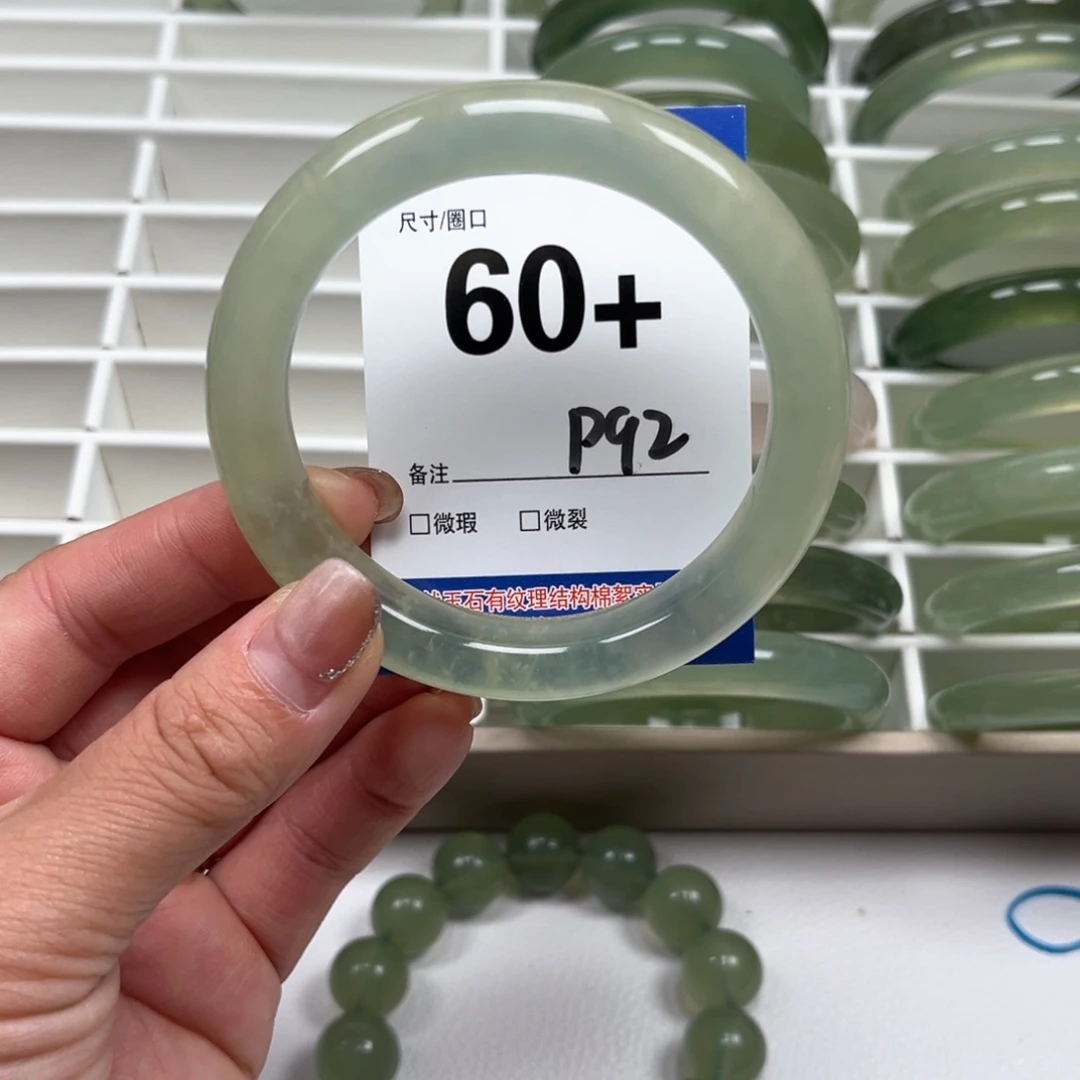 尺寸/圈口
60+
P92
备注
□微瑕 □微裂
玉石有纹理结构棉絮